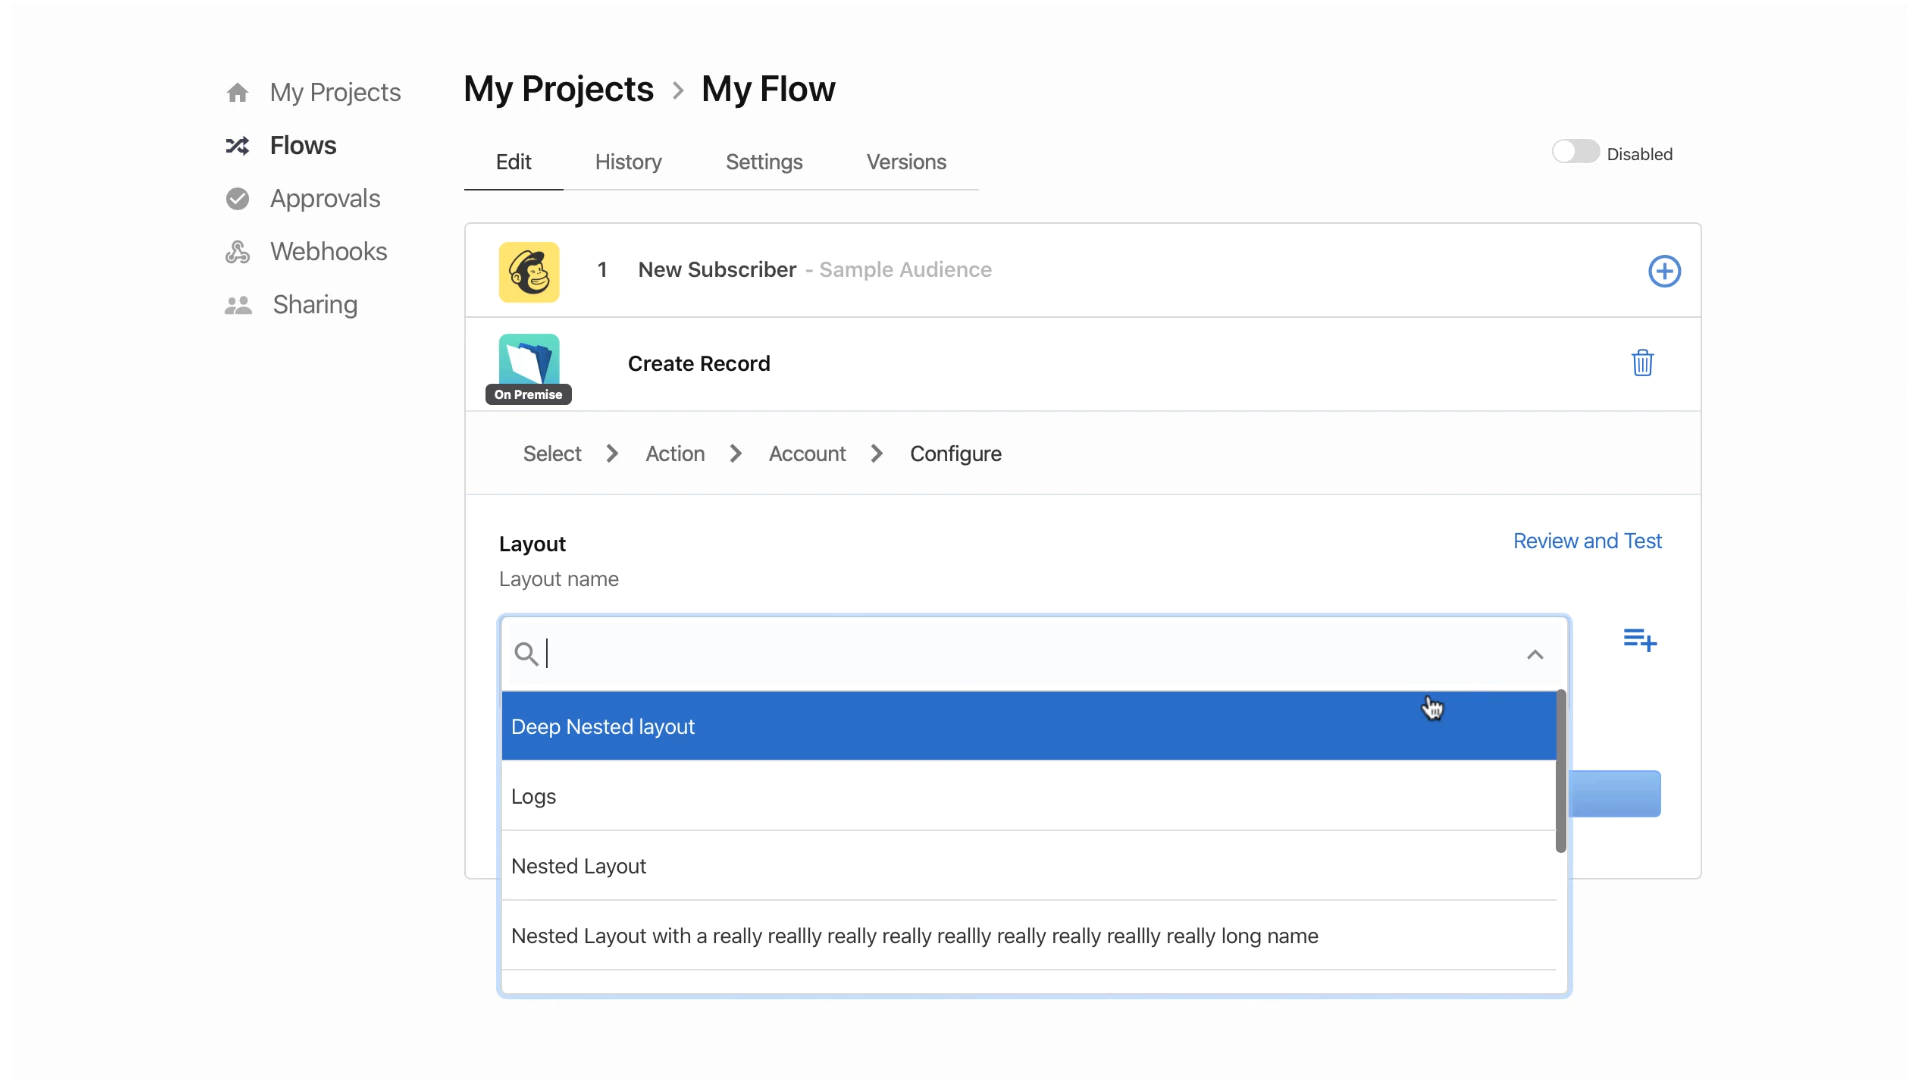 My Projects
Flows
Approvals
Webhooks
Sharing
My Projects > My Flow
Edit History Settings Versions
Disabled
1 New Subscriber - Sample Audience
Create Record
On Premise
Select > Action > Account > Configure
Layout
Review and Test
Layout name
Deep Nested layout
Logs
Nested Layout
Nested Layout with a really reallly really really reallly really really reallly really long name